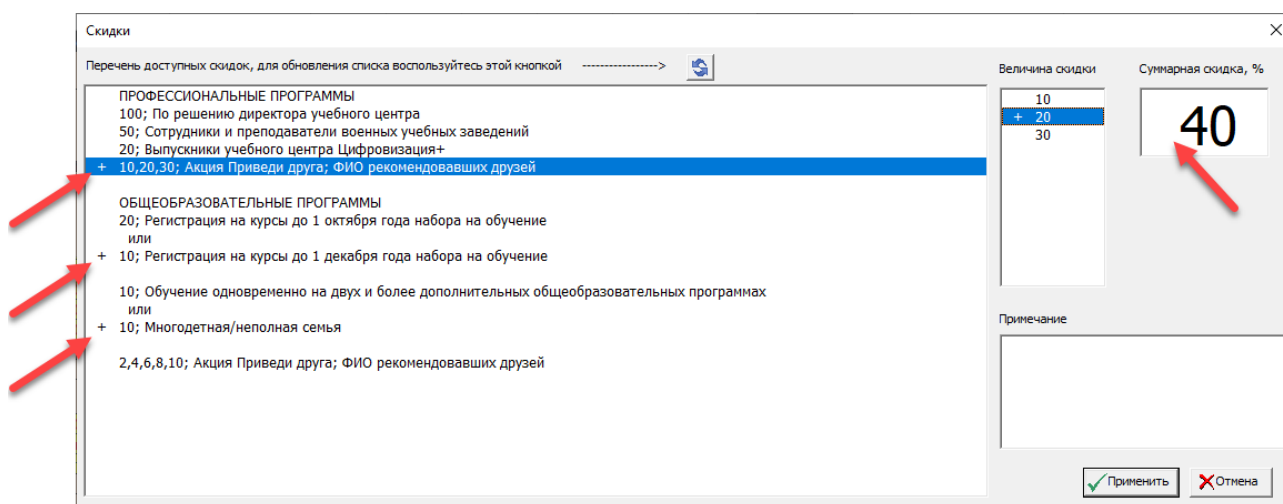 Скидки
Перечень доступных скидок, для обновления списка воспользуйтесь этой кнопкой ----------------->
ПРОФЕССИОНАЛЬНЫЕ ПРОГРАММЫ
100; По решению директора учебного центра
50; Сотрудники и преподаватели военных учебных заведений
20; Выпускники учебного центра Цифровизация+
+ 10,20,30; Акция Приведи друга; ФИО рекомендовавших друзей
ОБЩЕОБРАЗОВАТЕЛЬНЫЕ ПРОГРАММЫ
20; Регистрация на курсы до 1 октября года набора на обучение
или
+ 10; Регистрация на курсы до 1 декабря года набора на обучение
10; Обучение одновременно на двух и более дополнительных общеобразовательных программах
или
+ 10; Многодетная/неполная семья
2,4,6,8,10; Акция Приведи друга; ФИО рекомендовавших друзей
Величина скидки
10
+ 20
30
Суммарная скидка, %
40
Примечание
Применить
Отмена